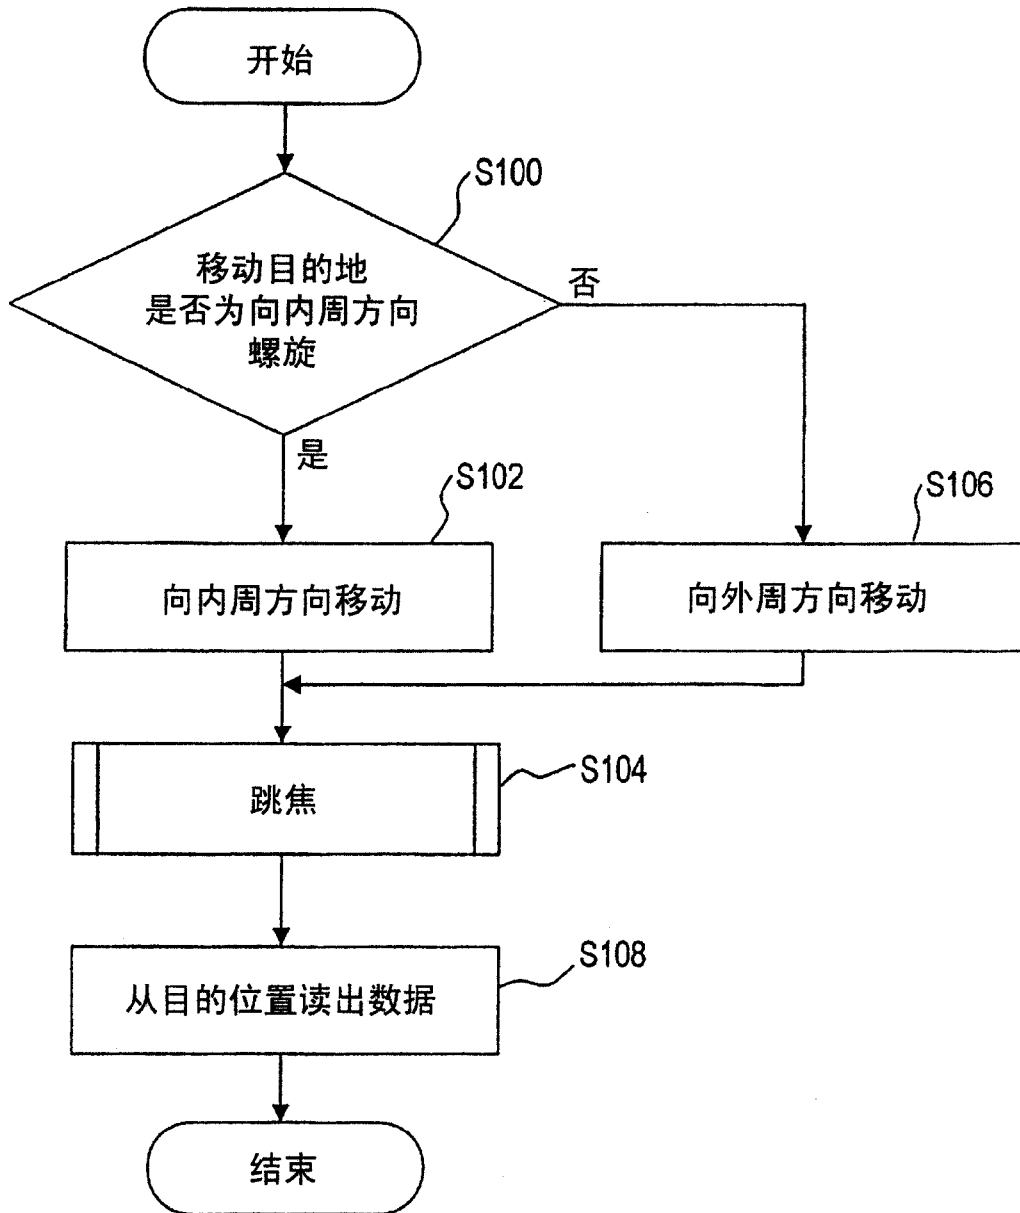 开始
S100
移动目的地
是否为向内周方向
螺旋
否
是
S102
S106
向内周方向移动
向外周方向移动
跳焦
S104
从目的位置读出数据
S108
结束